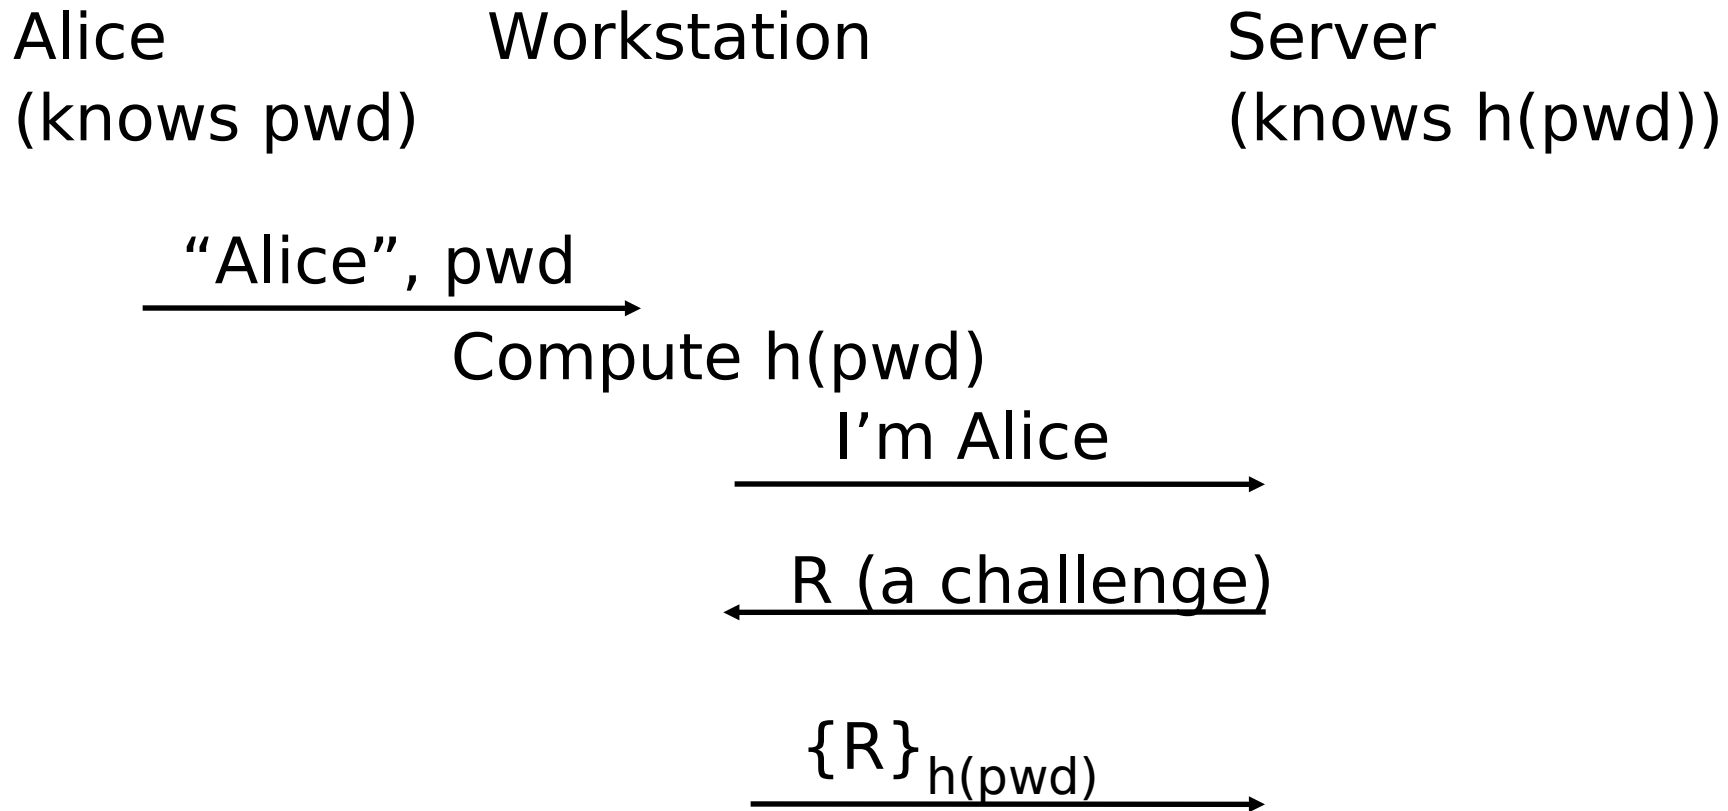 Alice Workstation Server
(knows pwd) (knows h(pwd))
“Alice”, pwd
Compute h(pwd)
I’m Alice
R (a challenge)
{R}h(pwd)